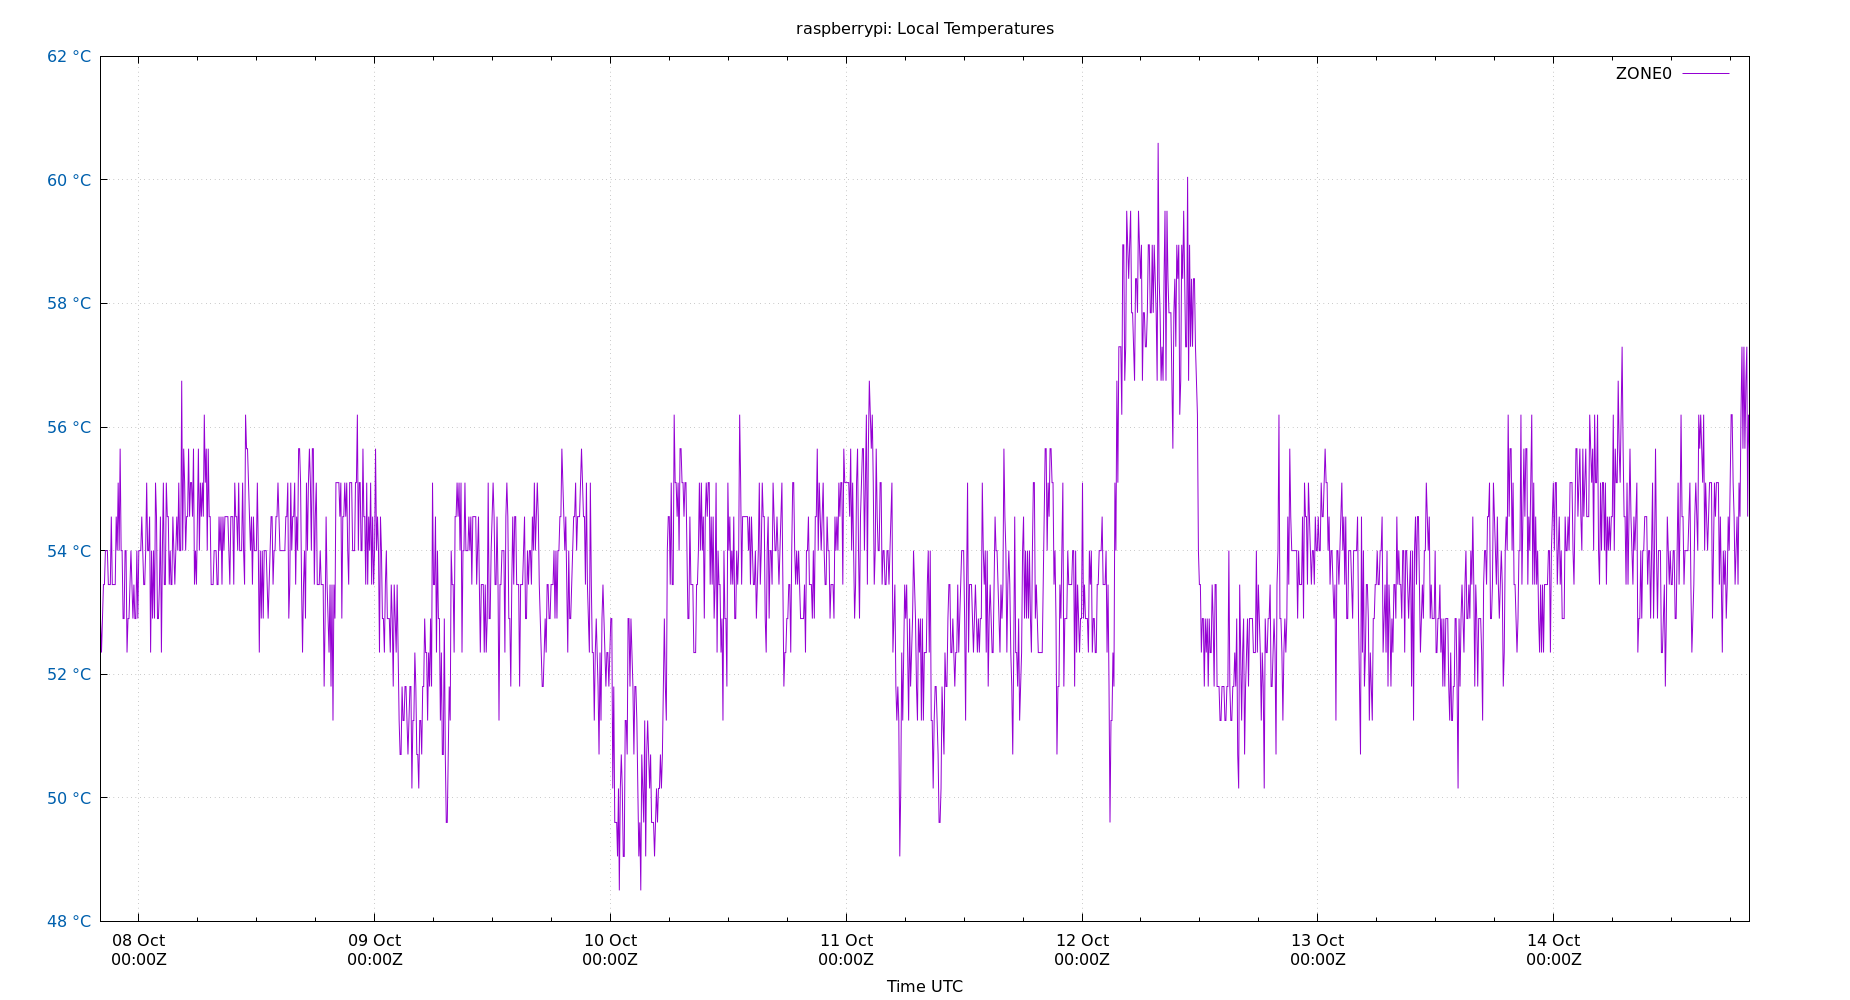 raspberrypi: Local Temperatures
62 °C
ZONE0
60 °C
58 °C
56 °C
54 °C
52 °C
50 °C
48 °C
08 Oct 09 Oct 10 Oct 11 Oct 12 Oct 13 Oct 14 Oct
00:00Z 00:00Z 00:00Z 00:00Z 00:00Z 00:00Z 00:00Z
Time UTC